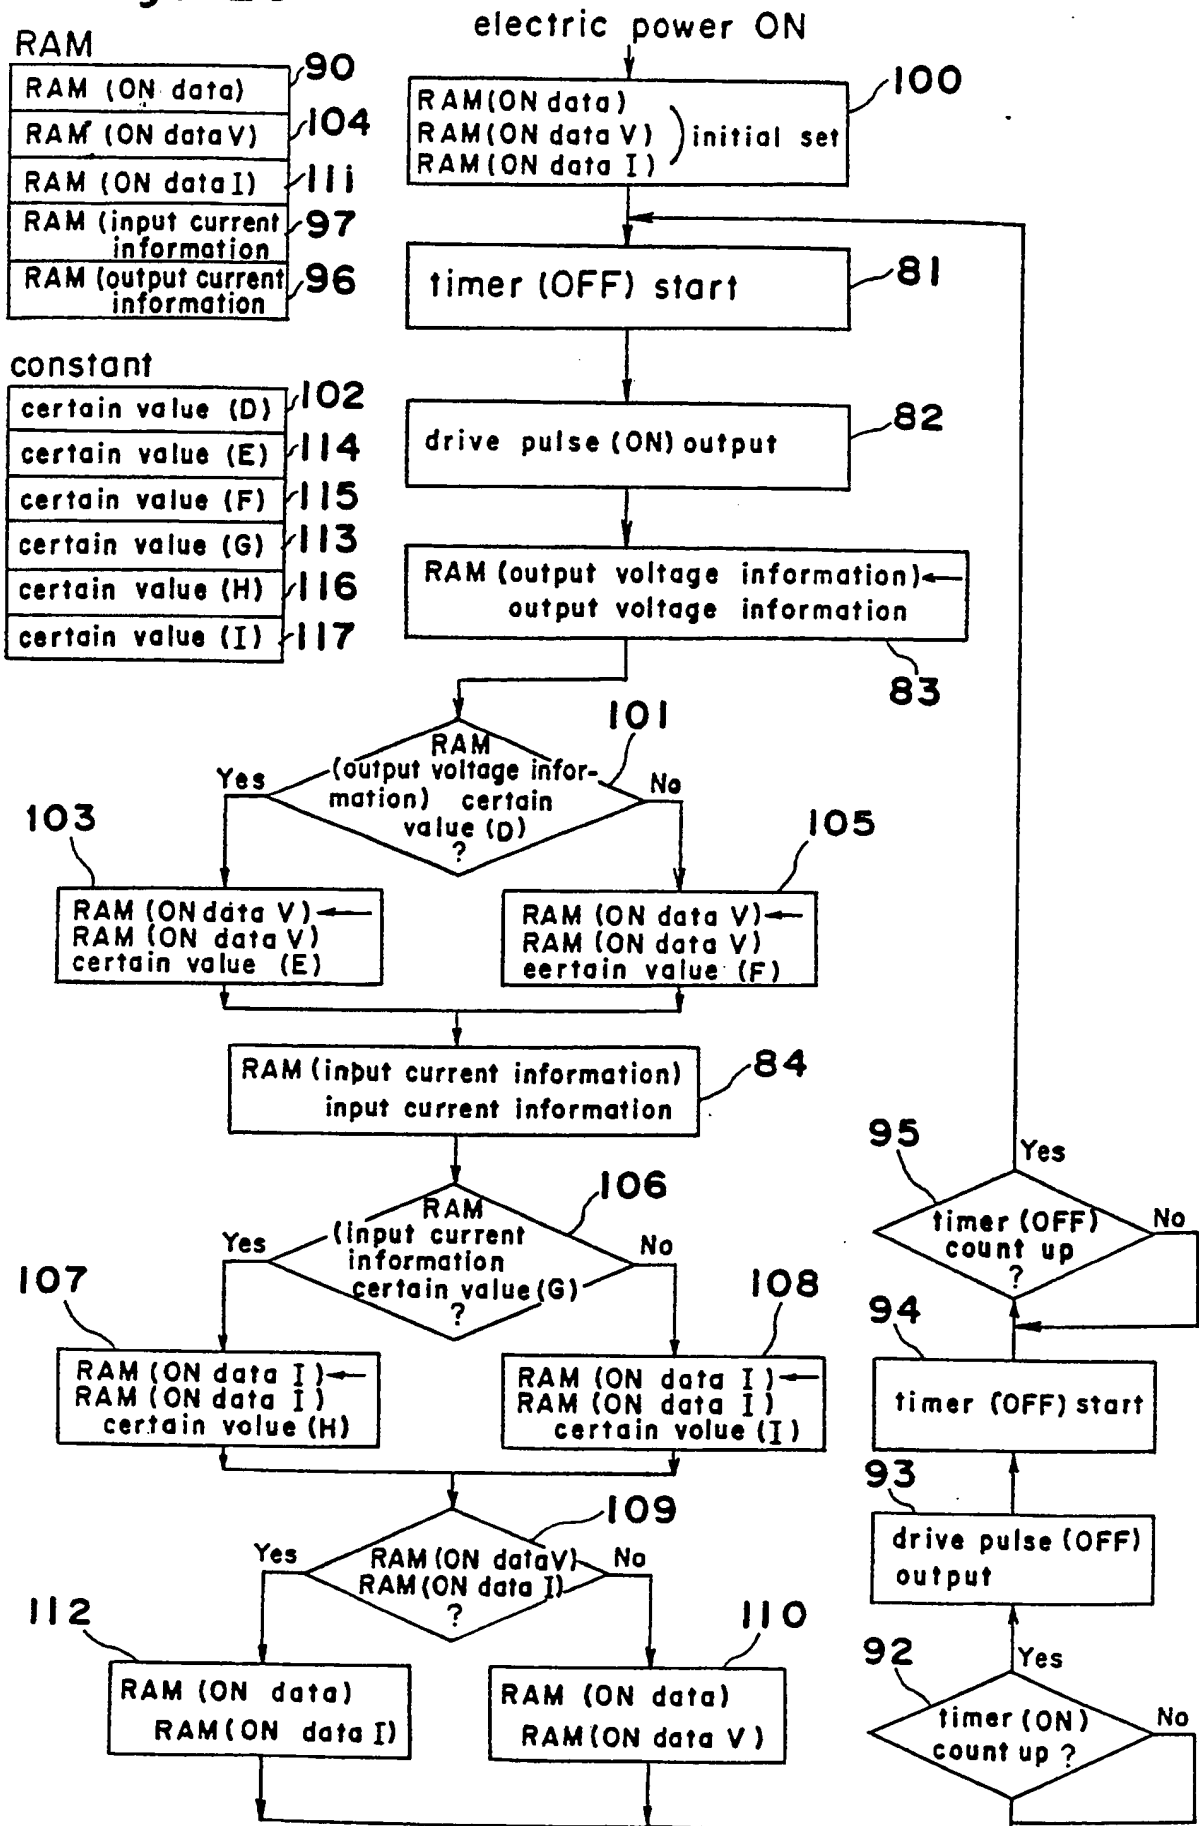 RAM
RAM (ON data)
90
RAM (ON data V)
104
RAM (ON data I)
111
RAM (input current
information
97
RAM (output current
information
96
constant
certain value (D)
102
certain value (E)
114
certain value (F)
115
certain value (G)
113
certain value (H)
116
certain value (I)
117
electric power ON
100
RAM (ON data)
RAM (ON data V)
RAM (ON data I)
initial set
timer (OFF) start
81
drive pulse (ON) output
82
RAM (output voltage information) ←
output voltage information
83
101
RAM
(output voltage infor-
mation) certain
value (D)
?
Yes
No
103
RAM (ON data V) ←
RAM (ON data V)
certain value (E)
105
RAM (ON data V) ←
RAM (ON data V)
eertain value (F)
RAM (input current information)
input current information
84
106
RAM
(input current
information
certain value (G)
?
Yes
No
107
RAM (ON data I) ←
RAM (ON data I)
certain volue (H)
108
RAM (ON data I) ←
RAM (ON data I)
certain volue (I)
109
RAM (ON data V)
RAM (ON data I)
?
Yes
No
112
RAM (ON data)
RAM (ON data I)
110
RAM (ON data)
RAM (ON data V)
95
Yes
timer (OFF)
count up
?
No
94
timer (OFF) start
93
drive pulse (OFF)
output
92
Yes
timer (ON)
count up ?
No